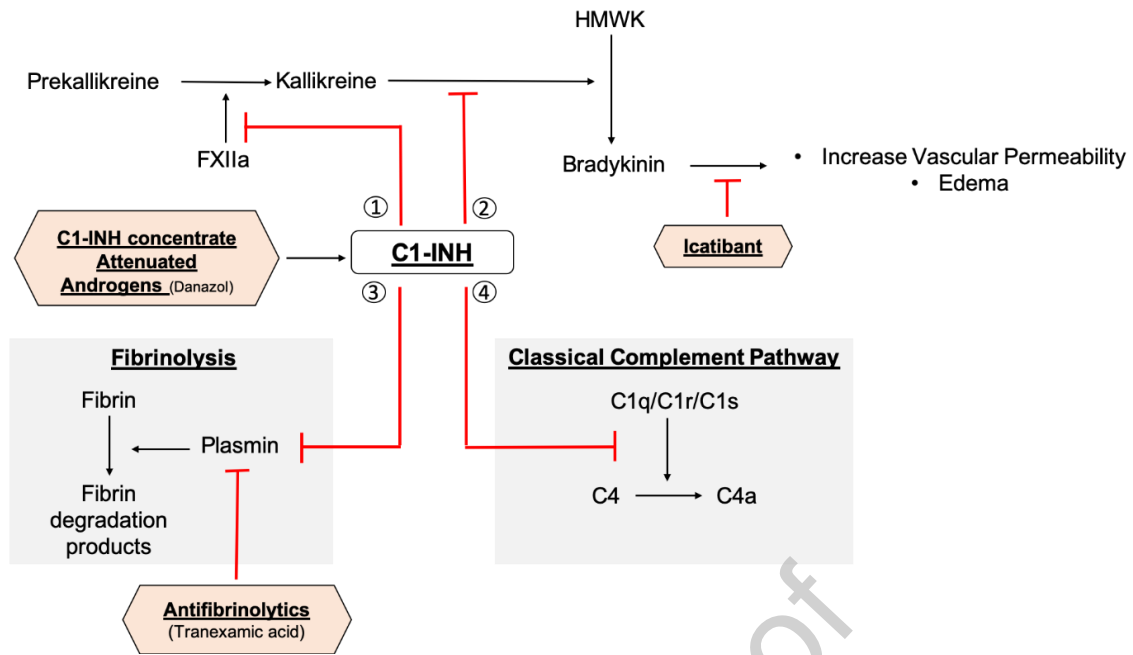 HMWK
Prekallikreine
Kallikreine
FXIIa
Bradykinin
• Increase Vascular Permeability
• Edema
① ②
C1-INH concentrate
Attenuated
Androgens (Danazol)
C1-INH
Icatibant
③ ④
Fibrinolysis
Fibrin
Plasmin
Fibrin
degradation
products
Classical Complement Pathway
C1q/C1r/C1s
C4
C4a
Antifibrinolytics
(Tranexamic acid)
of